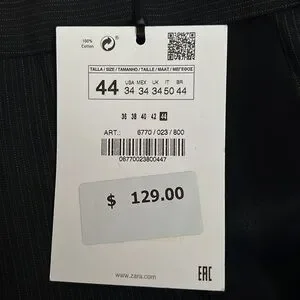 100%
Cotton
TALLA / SIZE / TAMANHO / TAILLE / MAAT / ΜΕΓΕΘΟΣ
44
USA MEX UK IT BR
34 34 34 50 44
36 38 40 42 44
ART.: 6770 / 023 / 800
06770023800447
$ 129.00
www.zara.com
EAC